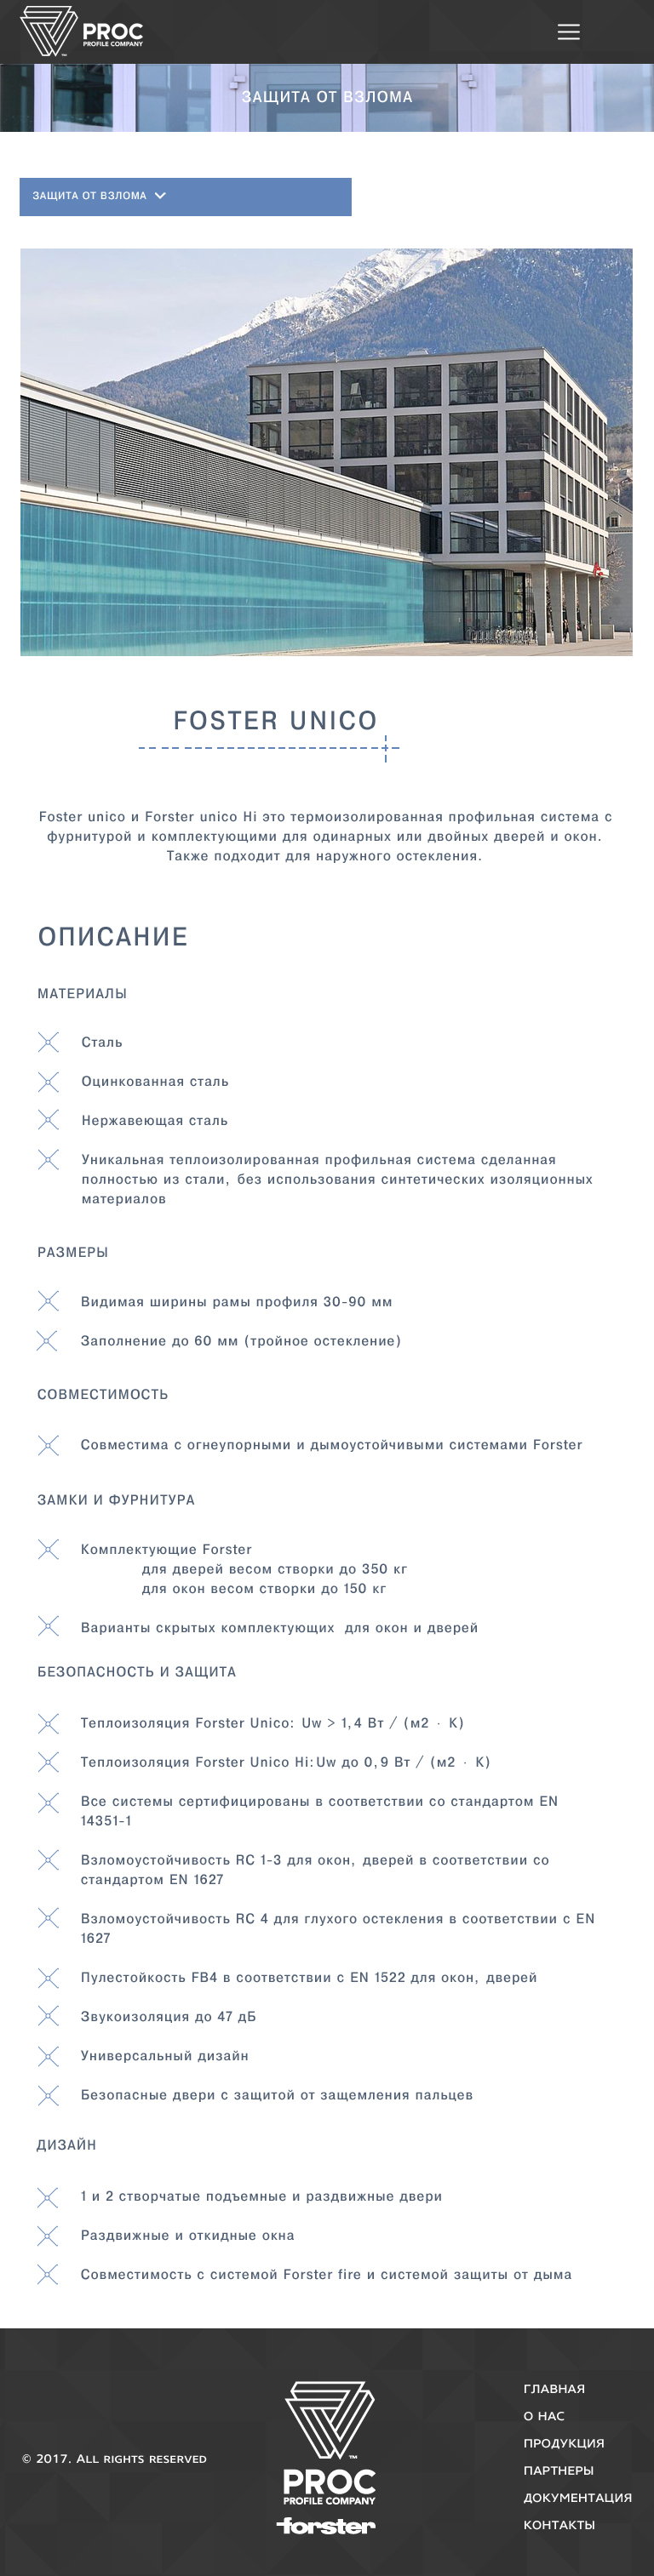 PROC
PROFILE COMPANY™
ЗАЩИТА ОТ ВЗЛОМА
ЗАЩИТА ОТ ВЗЛОМА
FOSTER UNICO
Foster unico и Forster unico Hi это термоизолированная профильная система с
фурнитурой и комплектующими для одинарных или двойных дверей и окон.
Также подходит для наружного остекления.
ОПИСАНИЕ
МАТЕРИАЛЫ
Сталь
Оцинкованная сталь
Нержавеющая сталь
Уникальная теплоизолированная профильная система сделанная
полностью из стали, без использования синтетических изоляционных
материалов
РАЗМЕРЫ
Видимая ширины рамы профиля 30-90 мм
Заполнение до 60 мм (тройное остекление)
СОВМЕСТИМОСТЬ
Совместима с огнеупорными и дымоустойчивыми системами Forster
ЗАМКИ И ФУРНИТУРА
Комплектующие Forster
для дверей весом створки до 350 кг
для окон весом створки до 150 кг
Варианты скрытых комплектующих для окон и дверей
БЕЗОПАСНОСТЬ И ЗАЩИТА
Теплоизоляция Forster Unico: Uw > 1,4 Вт / (м2 · К)
Теплоизоляция Forster Unico Hi:Uw до 0,9 Вт / (м2 · К)
Все системы сертифицированы в соответствии со стандартом EN
14351-1
Взломоустойчивость RC 1-3 для окон, дверей в соответствии со
стандартом EN 1627
Взломоустойчивость RC 4 для глухого остекления в соответствии с EN
1627
Пулестойкость FB4 в соответствии с EN 1522 для окон, дверей
Звукоизоляция до 47 дБ
Универсальный дизайн
Безопасные двери с защитой от защемления пальцев
ДИЗАЙН
1 и 2 створчатые подъемные и раздвижные двери
Раздвижные и откидные окна
Совместимость с системой Forster fire и системой защиты от дыма
© 2017. All rights reserved
™
PROC
PROFILE COMPANY
forster
ГЛАВНАЯ
О НАС
ПРОДУКЦИЯ
ПАРТНЕРЫ
ДОКУМЕНТАЦИЯ
КОНТАКТЫ